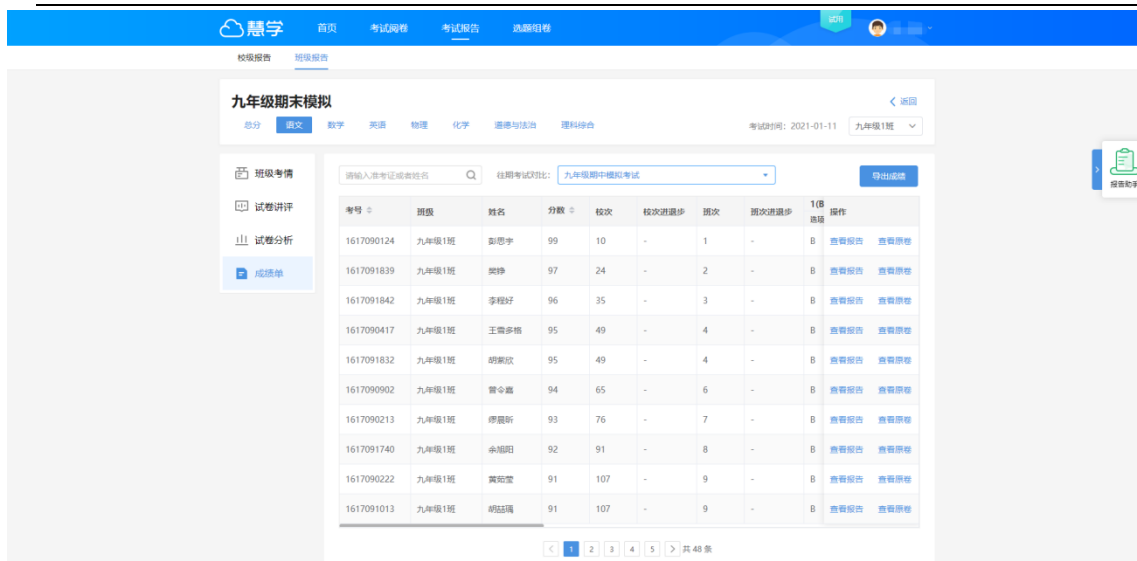 慧学 首页 考试阅卷 考试报告 选题组卷 试用
校级报告 班级报告
九年级期末模拟 返回
总分 语文 数学 英语 物理 化学 道德与法治 理科综合 考试时间: 2021-01-11 九年级1班
班级考情 请输入准考证或者姓名 往期考试对比: 九年级期中模拟考试 导出成绩
报告助手
试卷讲评
试卷分析
成绩单
考号 班级 姓名 分数 校次 校次进退步 班次 班次进退步 1(B 选项 操作
1617090124 九年级1班 彭思宇 99 10 - 1 - B 查看报告 查看原卷
1617091839 九年级1班 97 24 - 2 - B 查看报告 查看原卷
1617091842 九年级1班 李程好 96 35 - 3 - B 查看报告 查看原卷
1617090417 九年级1班 王雪多格 95 49 - 4 - B 查看报告 查看原卷
1617091832 九年级1班 胡紫欣 95 49 - 4 - B 查看报告 查看原卷
1617090902 九年级1班 曾令嘉 94 65 - 6 - B 查看报告 查看原卷
1617090213 九年级1班 缪晨昕 93 76 - 7 - B 查看报告 查看原卷
1617091740 九年级1班 余旭阳 92 91 - 8 - B 查看报告 查看原卷
1617090222 九年级1班 黄茹莹 91 107 - 9 - B 查看报告 查看原卷
1617091013 九年级1班 91 107 - 9 - B 查看报告 查看原卷
1 2 3 4 5 共 48 条